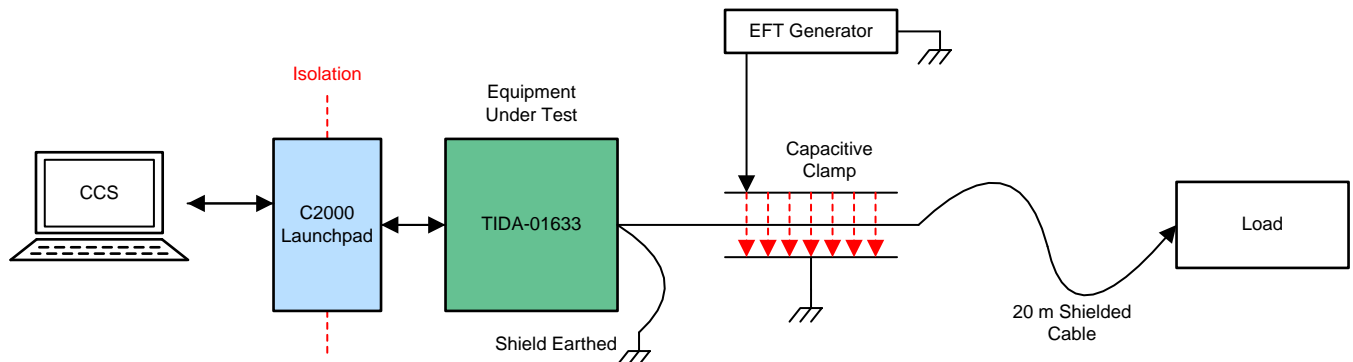 EFT Generator
Isolation
Equipment
Under Test
Capacitive
Clamp
CCS
C2000
Launchpad
TIDA-01633
Load
Shield Earthed
20 m Shielded
Cable